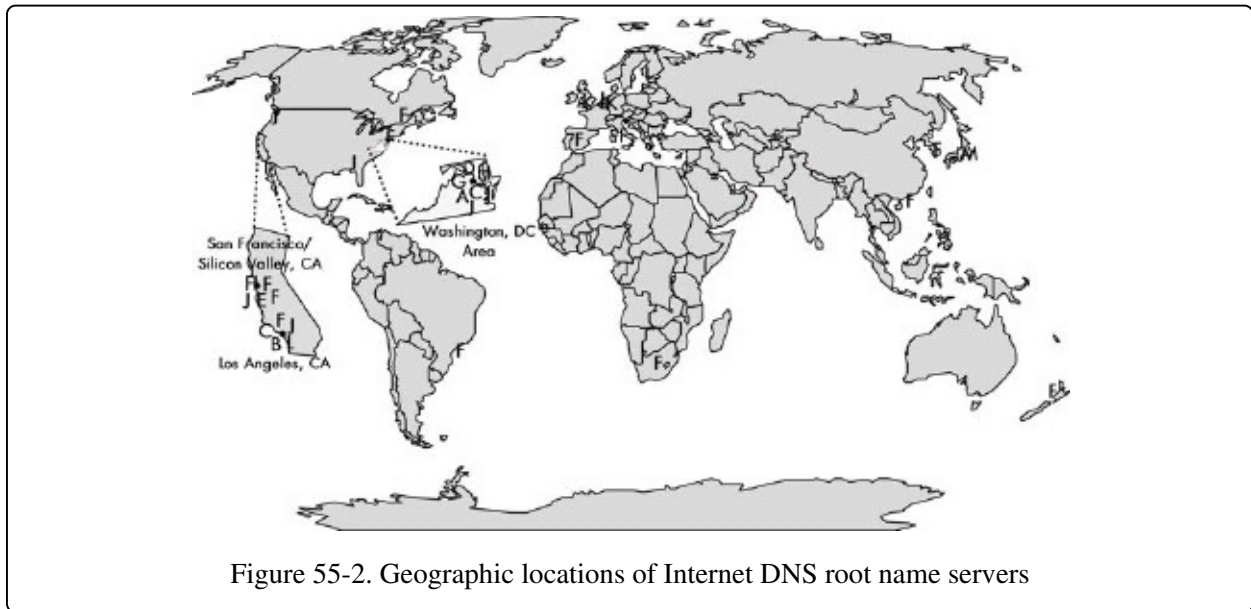 F
J
7F
M
F
Washington, DC
Area
A
San Francisco/
Silicon Valley, CA
F F
J E F
F J
B
Los Angeles, CA
F
F
Figure 55-2. Geographic locations of Internet DNS root name servers